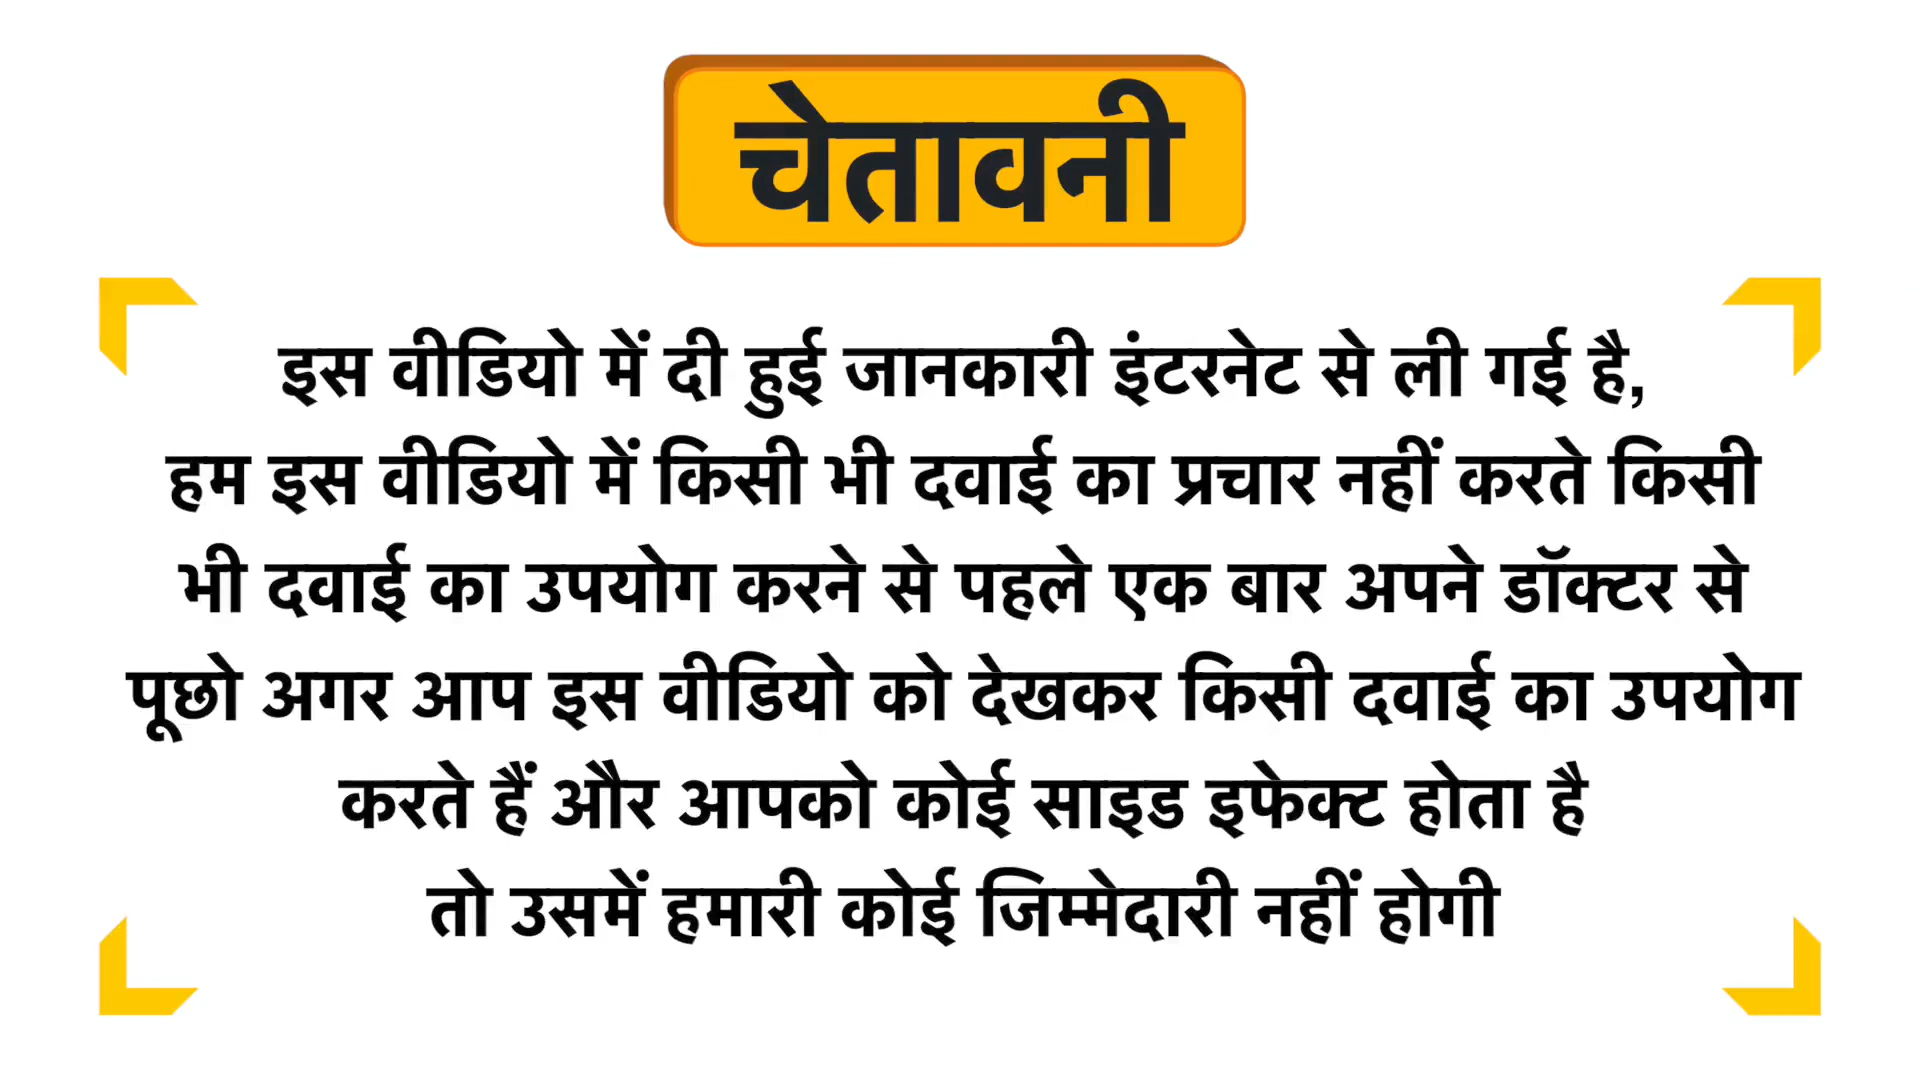 चेतावनी
इस वीडियो में दी हुई जानकारी इंटरनेट से ली गई है,
हम इस वीडियो में किसी भी दवाई का प्रचार नहीं करते किसी
भी दवाई का उपयोग करने से पहले एक बार अपने डॉक्टर से
पूछो अगर आप इस वीडियो को देखकर किसी दवाई का उपयोग
करते हैं और आपको कोई साइड इफेक्ट होता है
तो उसमें हमारी कोई जिम्मेदारी नहीं होगी